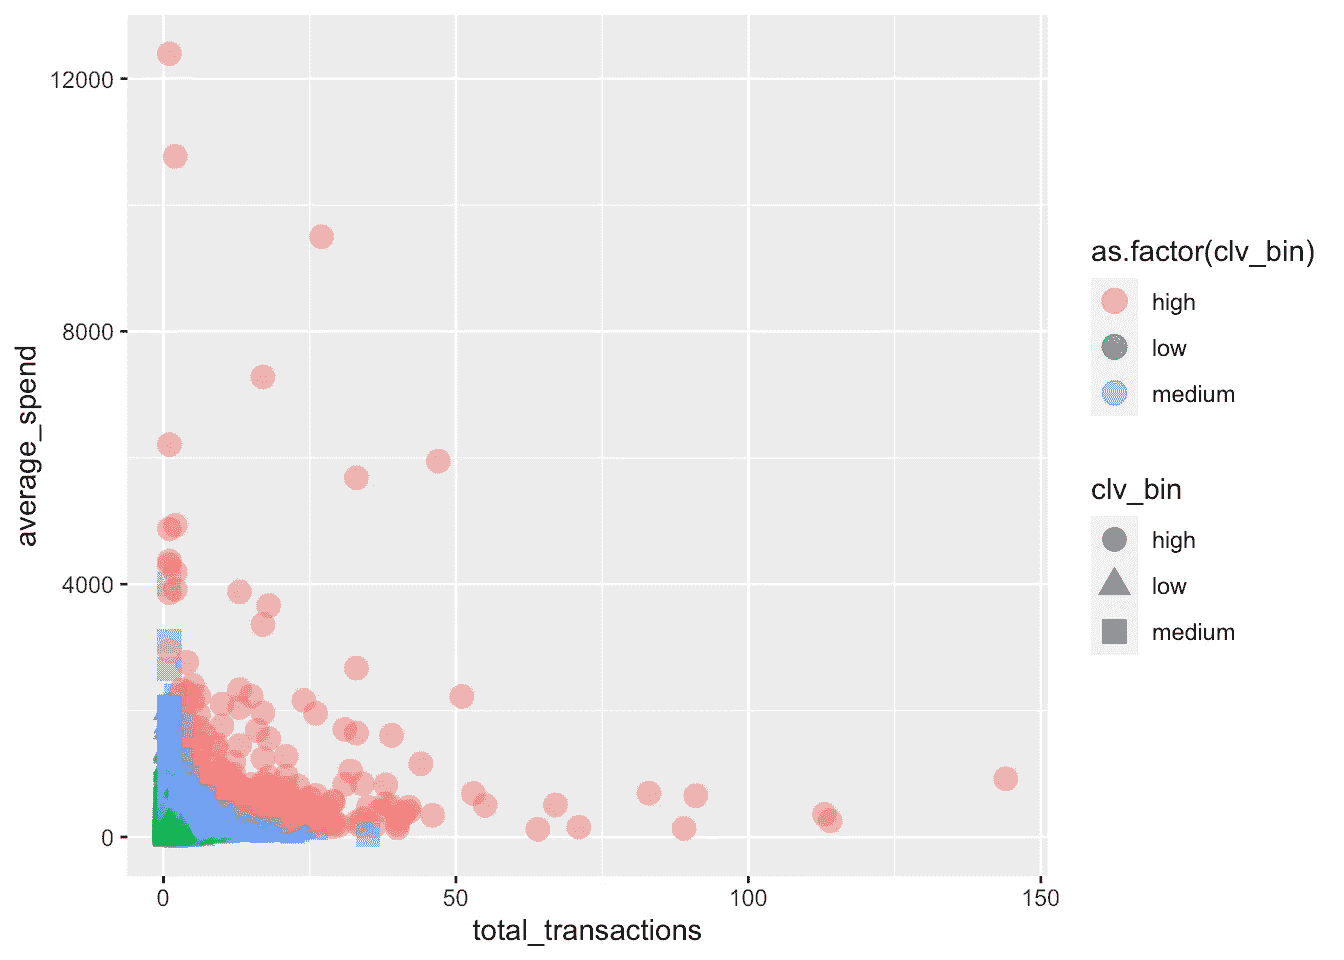 12000
8000
4000
0
average_spend
0
50
100
150
total_transactions
as.factor(clv_bin)
high
low
medium
clv_bin
high
low
medium